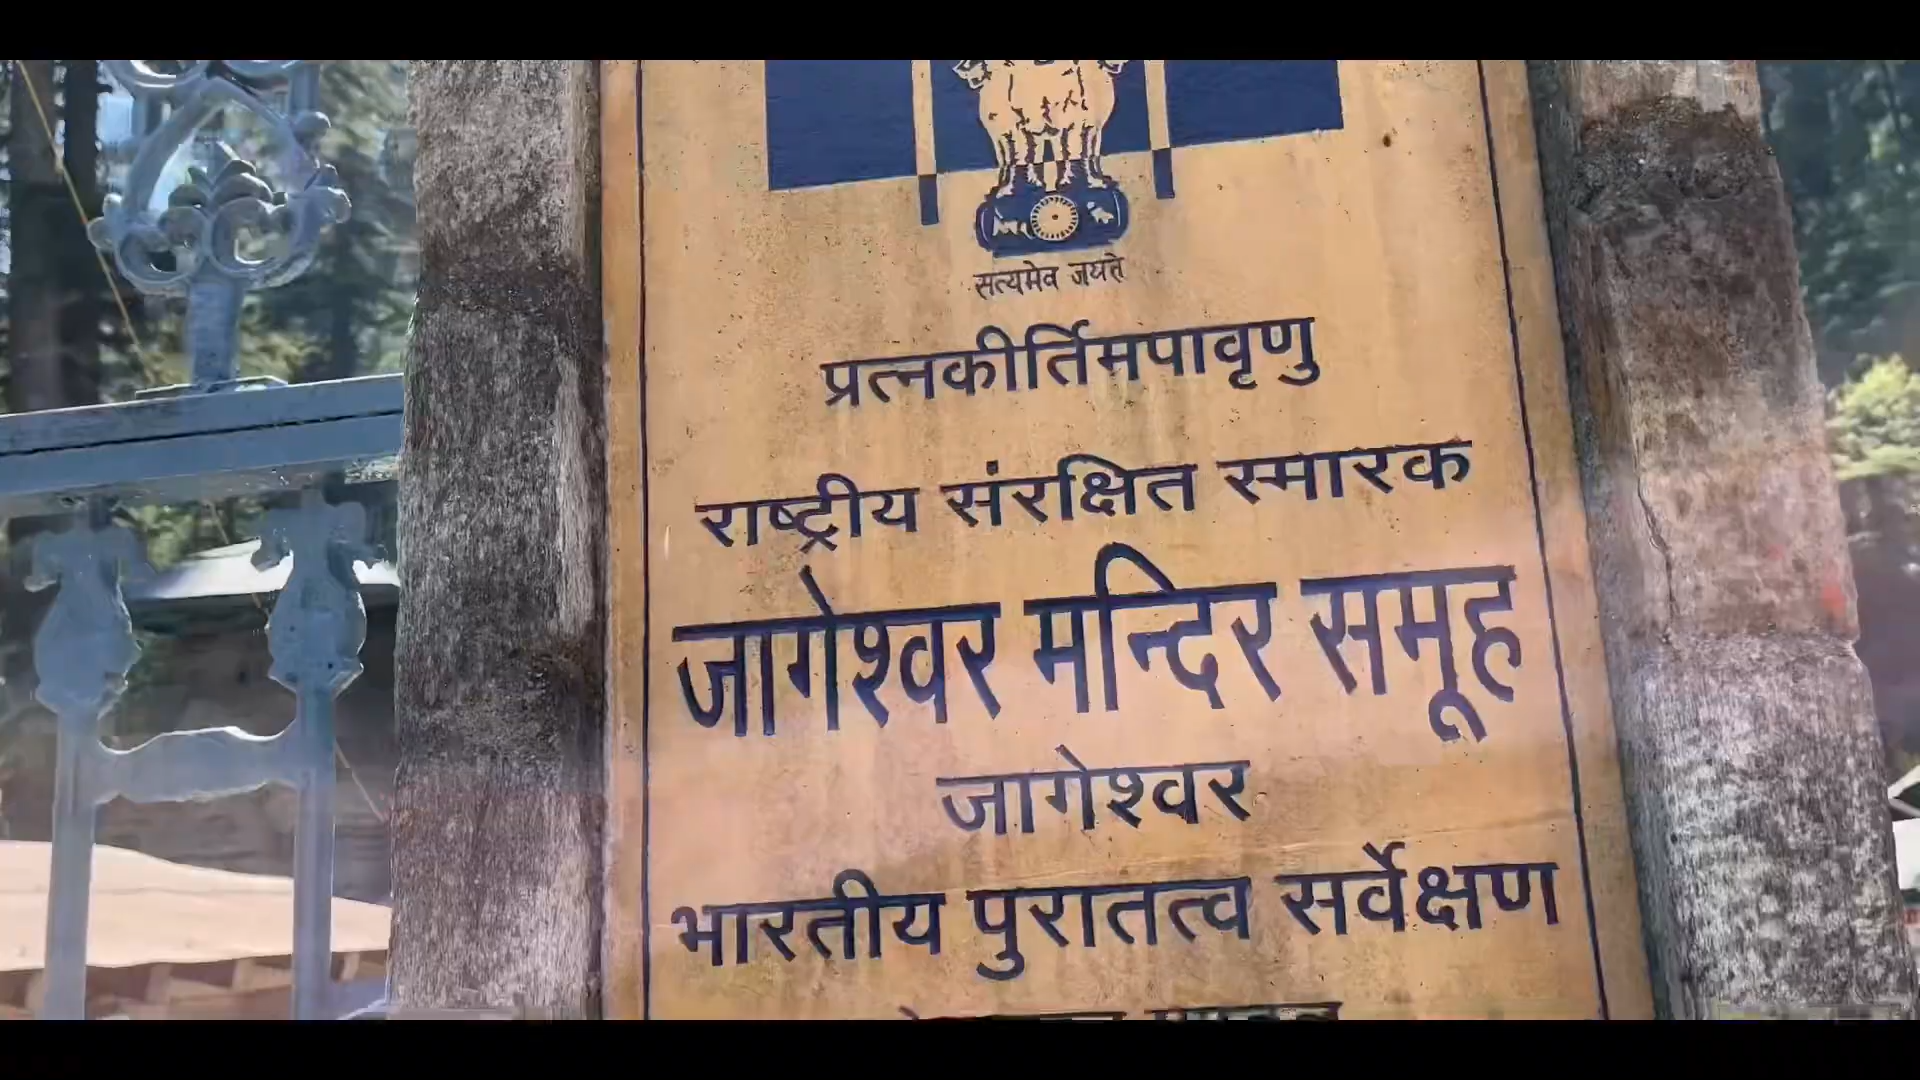 सत्यमेव जयते
प्रत्नकीर्तिमपावृणु
राष्ट्रीय संरक्षित स्मारक
जागेश्वर मन्दिर समूह
जागेश्वर
भारतीय पुरातत्व सर्वेक्षण